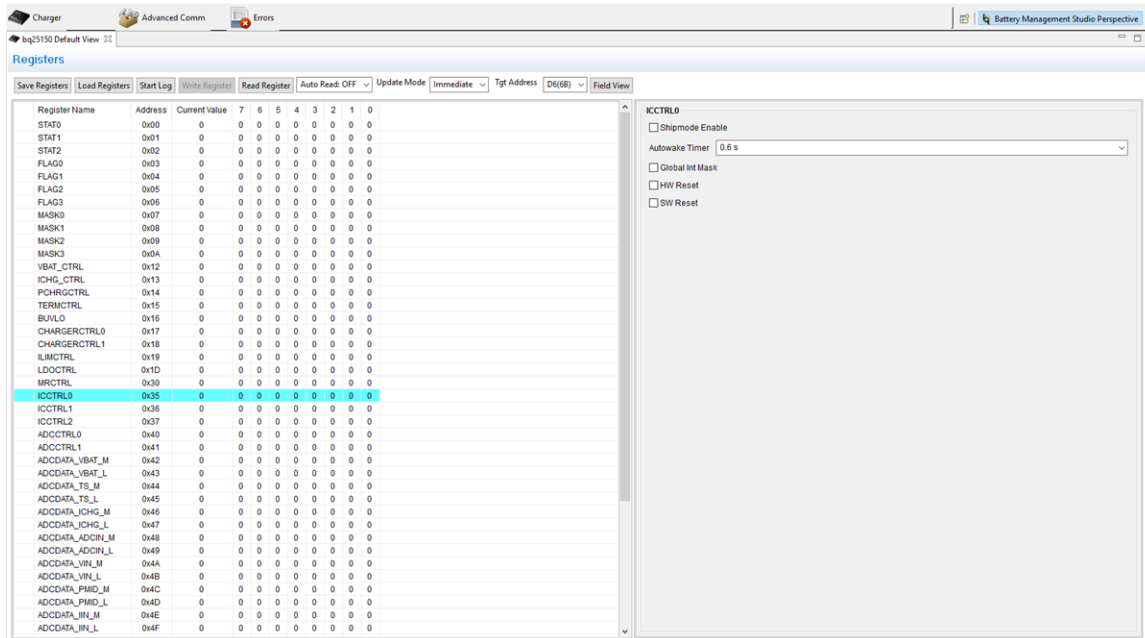 Charger Advanced Comm Errors Battery Management Studio Perspective
bq25150 Default View
Registers
Save Registers Load Registers Start Log Write Register Read Register Auto Read: OFF Update Mode Immediate Tgt Address D6(6B) Field View
Register Name Address Current Value 7 6 5 4 3 2 1 0
STAT0 0x00 0 0 0 0 0 0 0 0 0
STAT1 0x01 0 0 0 0 0 0 0 0 0
STAT2 0x02 0 0 0 0 0 0 0 0 0
FLAG0 0x03 0 0 0 0 0 0 0 0 0
FLAG1 0x04 0 0 0 0 0 0 0 0 0
FLAG2 0x05 0 0 0 0 0 0 0 0 0
FLAG3 0x06 0 0 0 0 0 0 0 0 0
MASK0 0x07 0 0 0 0 0 0 0 0 0
MASK1 0x08 0 0 0 0 0 0 0 0 0
MASK2 0x09 0 0 0 0 0 0 0 0 0
MASK3 0x0A 0 0 0 0 0 0 0 0 0
VBAT_CTRL 0x12 0 0 0 0 0 0 0 0 0
ICHG_CTRL 0x13 0 0 0 0 0 0 0 0 0
PCHRGCTRL 0x14 0 0 0 0 0 0 0 0 0
TERMCTRL 0x15 0 0 0 0 0 0 0 0 0
BUVLO 0x16 0 0 0 0 0 0 0 0 0
CHARGERCTRL0 0x17 0 0 0 0 0 0 0 0 0
CHARGERCTRL1 0x18 0 0 0 0 0 0 0 0 0
ILIMCTRL 0x19 0 0 0 0 0 0 0 0 0
LDOCTRL 0x1D 0 0 0 0 0 0 0 0 0
MRCTRL 0x30 0 0 0 0 0 0 0 0 0
ICCTRL0 0x35 0 0 0 0 0 0 0 0 0
ICCTRL1 0x36 0 0 0 0 0 0 0 0 0
ICCTRL2 0x37 0 0 0 0 0 0 0 0 0
ADCCTRL0 0x40 0 0 0 0 0 0 0 0 0
ADCCTRL1 0x41 0 0 0 0 0 0 0 0 0
ADCDATA_VBAT_M 0x42 0 0 0 0 0 0 0 0 0
ADCDATA_VBAT_L 0x43 0 0 0 0 0 0 0 0 0
ADCDATA_TS_M 0x44 0 0 0 0 0 0 0 0 0
ADCDATA_TS_L 0x45 0 0 0 0 0 0 0 0 0
ADCDATA_ICHG_M 0x46 0 0 0 0 0 0 0 0 0
ADCDATA_ICHG_L 0x47 0 0 0 0 0 0 0 0 0
ADCDATA_ADCIN_M 0x48 0 0 0 0 0 0 0 0 0
ADCDATA_ADCIN_L 0x49 0 0 0 0 0 0 0 0 0
ADCDATA_VIN_M 0x4A 0 0 0 0 0 0 0 0 0
ADCDATA_VIN_L 0x4B 0 0 0 0 0 0 0 0 0
ADCDATA_PMID_M 0x4C 0 0 0 0 0 0 0 0 0
ADCDATA_PMID_L 0x4D 0 0 0 0 0 0 0 0 0
ADCDATA_IIN_M 0x4E 0 0 0 0 0 0 0 0 0
ADCDATA_IIN_L 0x4F 0 0 0 0 0 0 0 0 0
ICCTRL0
Shipmode Enable
Autowake Timer 0.6 s
Global Int Mask
HW Reset
SW Reset